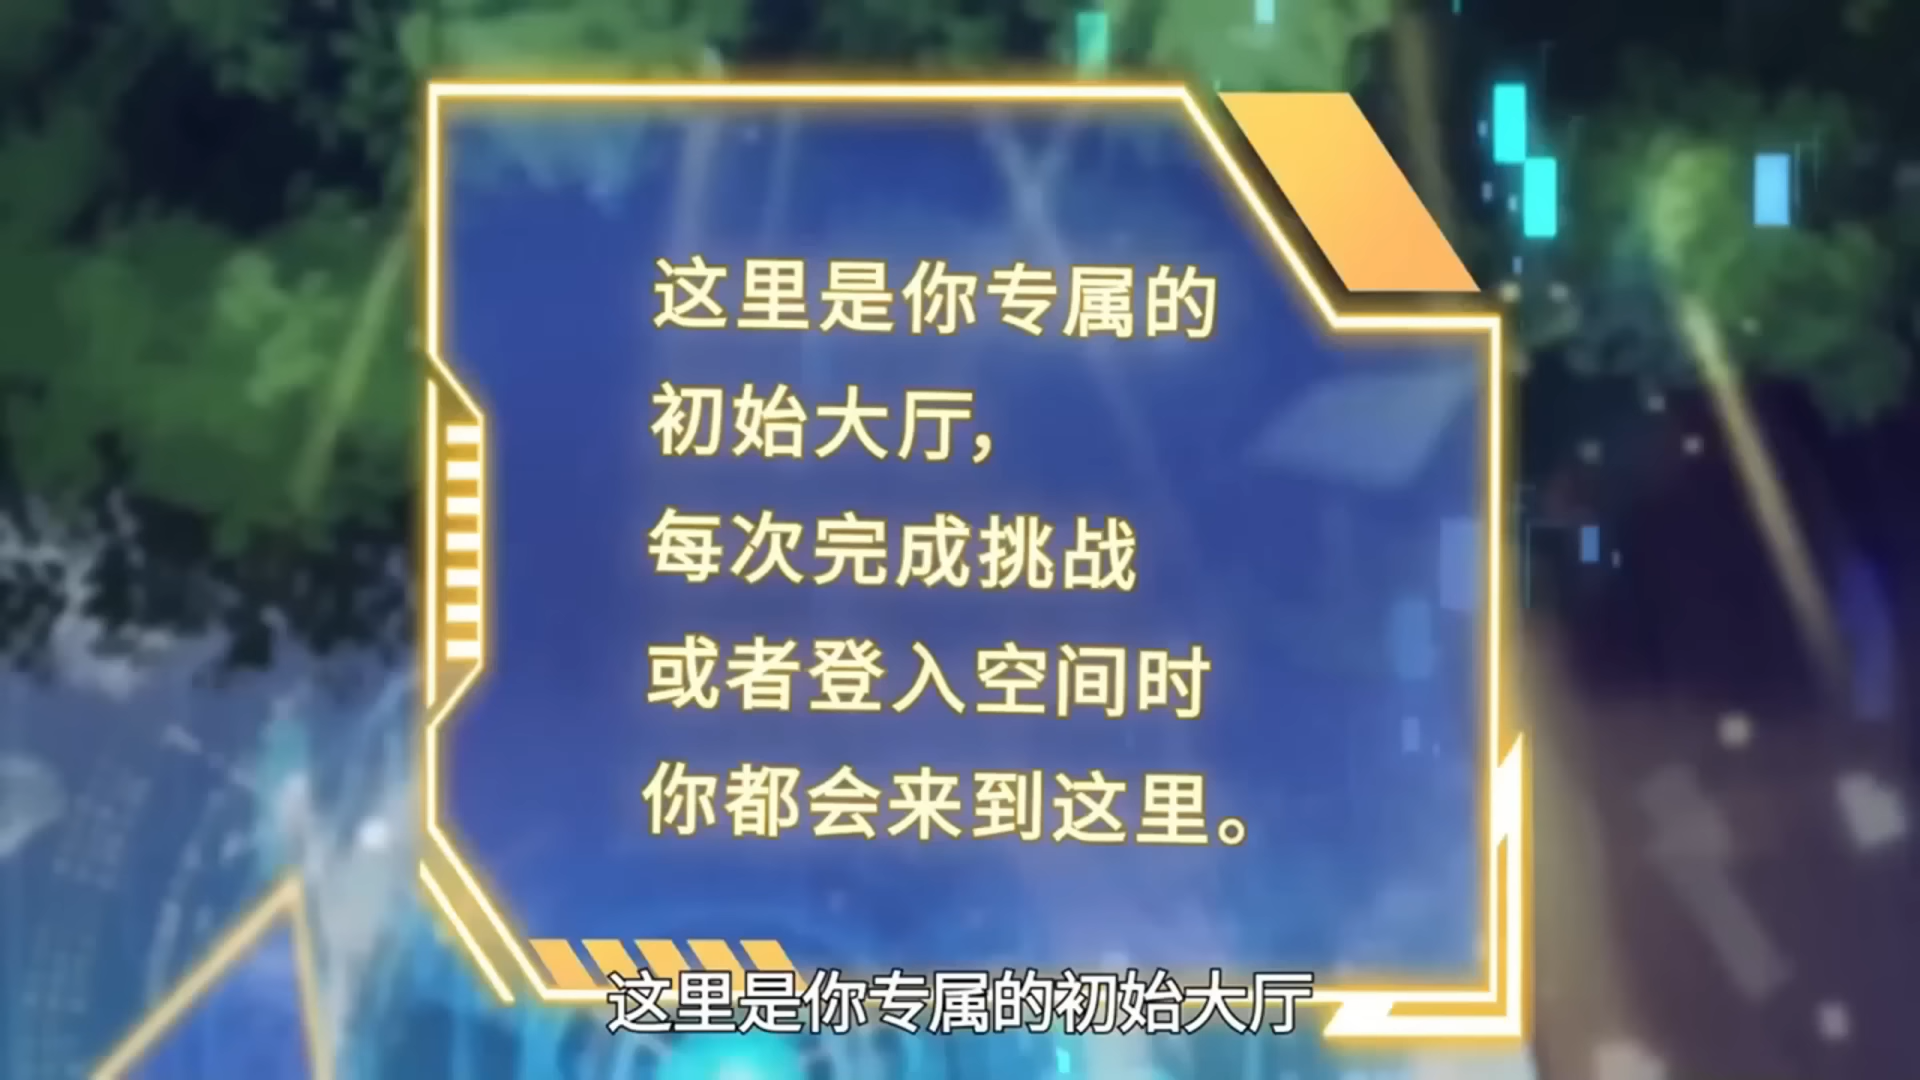 这里是你专属的
初始大厅，
每次完成挑战
或者登入空间时
你都会来到这里。
这里是你专属的初始大厅